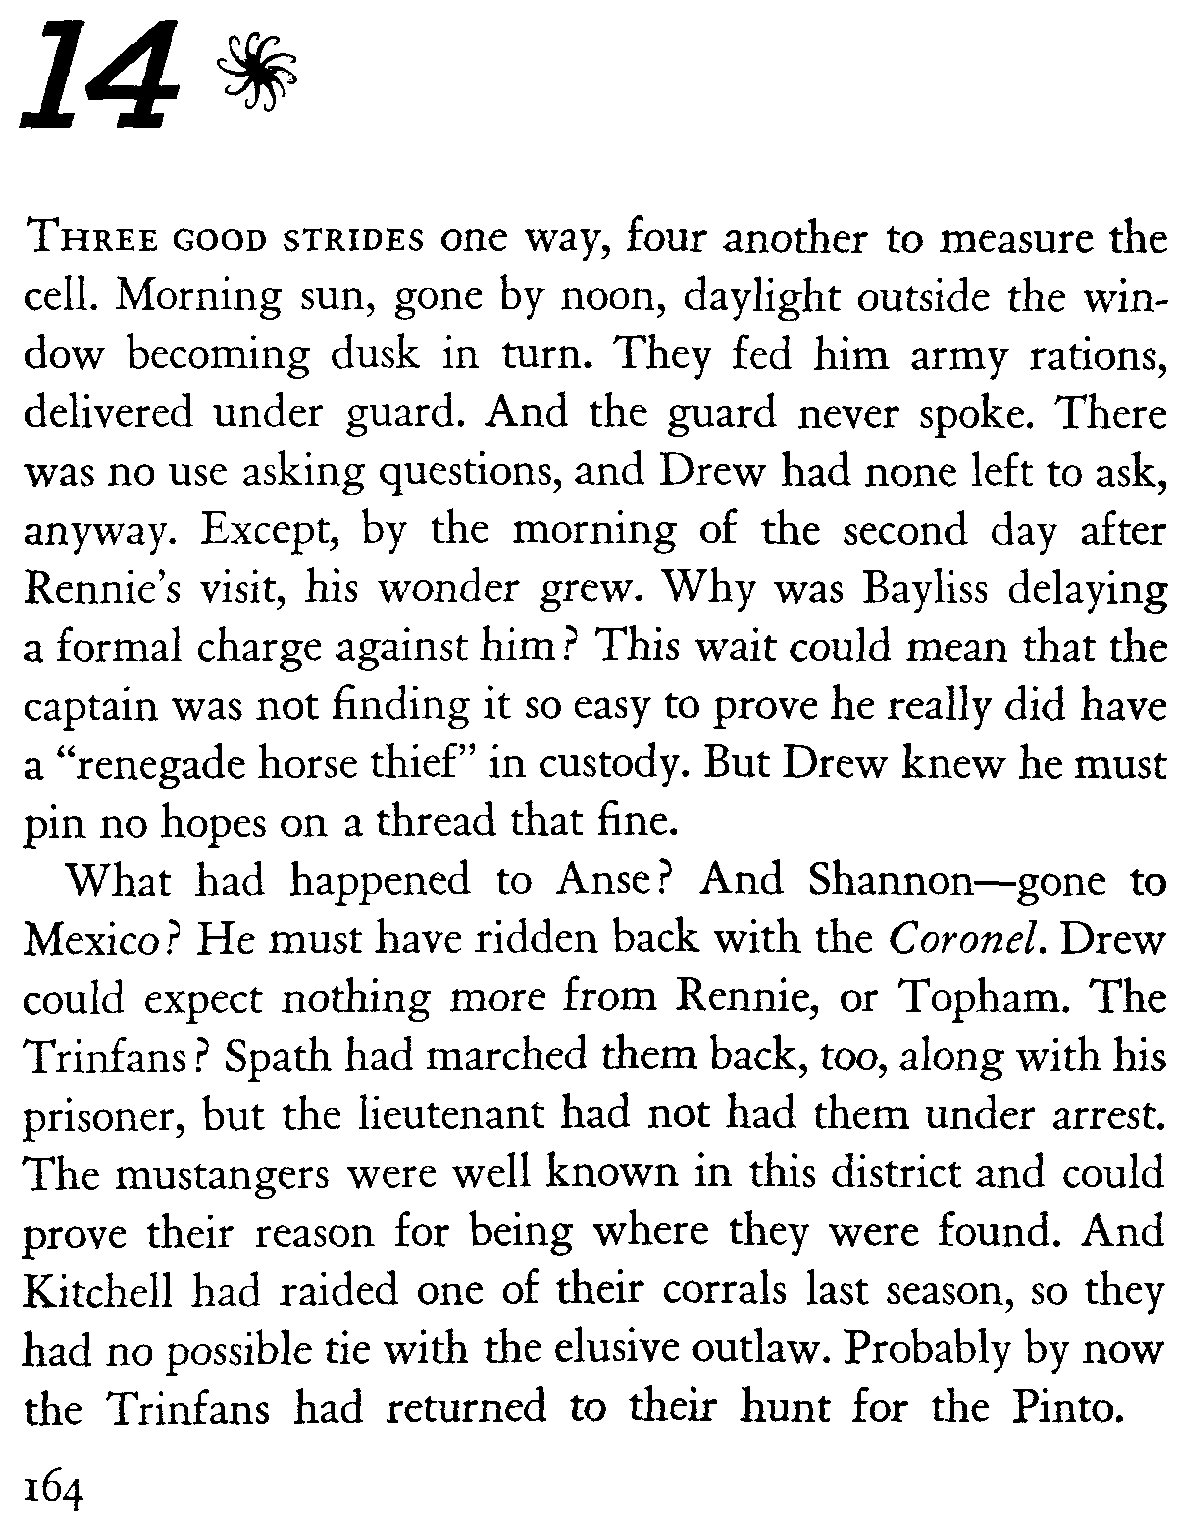 14
THREE GOOD STRIDES one way, four another to measure the
cell. Morning sun, gone by noon, daylight outside the win-
dow becoming dusk in turn. They fed him army rations,
delivered under guard. And the guard never spoke. There
was no use asking questions, and Drew had none left to ask,
anyway. Except, by the morning of the second day after
Rennie's visit, his wonder grew. Why was Bayliss delaying
a formal charge against him? This wait could mean that the
captain was not finding it so easy to prove he really did have
a “renegade horse thief” in custody. But Drew knew he must
pin no hopes on a thread that fine.
What had happened to Anse? And Shannon—gone to
Mexico? He must have ridden back with the Coronel. Drew
could expect nothing more from Rennie, or Topham. The
Trinfans? Spath had marched them back, too, along with his
prisoner, but the lieutenant had not had them under arrest.
The mustangers were well known in this district and could
prove their reason for being where they were found. And
Kitchell had raided one of their corrals last season, so they
had no possible tie with the elusive outlaw. Probably by now
the Trinfans had returned to their hunt for the Pinto.
164